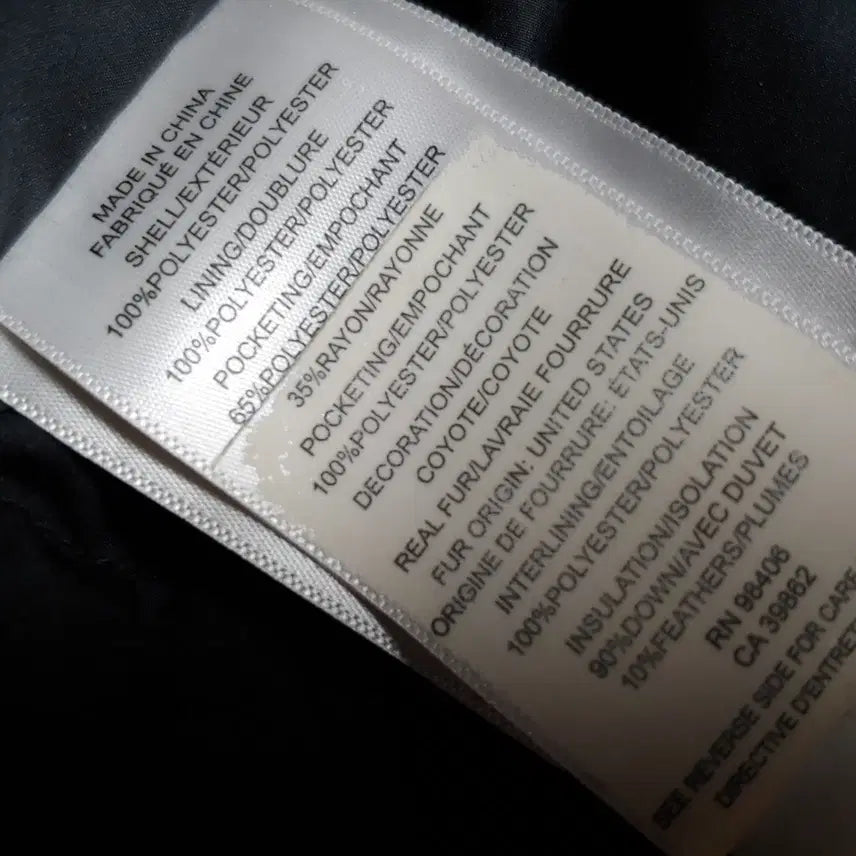 MADE IN CHINA
FABRIQUÉ EN CHINE
SHELL/EXTÉRIEUR
100%POLYESTER/POLYESTER
LINING/DOUBLURE
100%POLYESTER/POLYESTER
POCKETING/EMPOCHANT
65%POLYESTER/POLYESTER
35%RAYON/RAYONNE
POCKETING/EMPOCHANT
100%POLYESTER/POLYESTER
DECORATION/DÉCORATION
COYOTE/COYOTE
REAL FUR/LAVRAIE FOURRURE
FUR ORIGIN: UNITED STATES
ORIGINE DE FOURRURE: ÉTATS-UNIS
INTERLINING/ENTOILAGE
100%POLYESTER/POLYESTER
INSULATION/ISOLATION
90%DOWN/AVEC DUVET
10%FEATHERS/PLUMES
RN 98406
CA 39862
SEE REVERSE SIDE FOR CARE
DIRECTIVE D'ENTRET